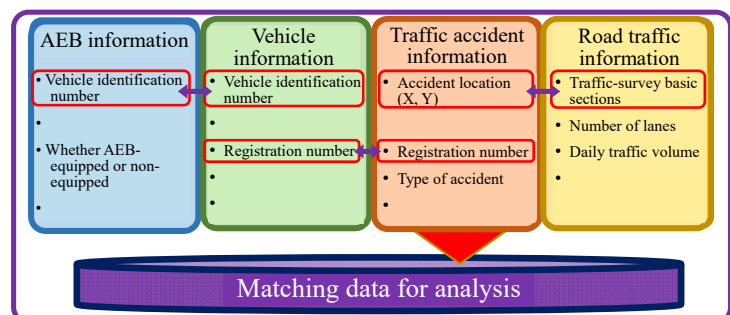 AEB information
• Vehicle identification
number
•
• Whether AEB-
equipped or non-
equipped
•
Vehicle
information
• Vehicle identification
number
•
• Registration number
•
•
Traffic accident
information
• Accident location
(X, Y)
•
• Registration number
• Type of accident
•
Road traffic
information
• Traffic-survey basic
sections
• Number of lanes
• Daily traffic volume
•
Matching data for analysis